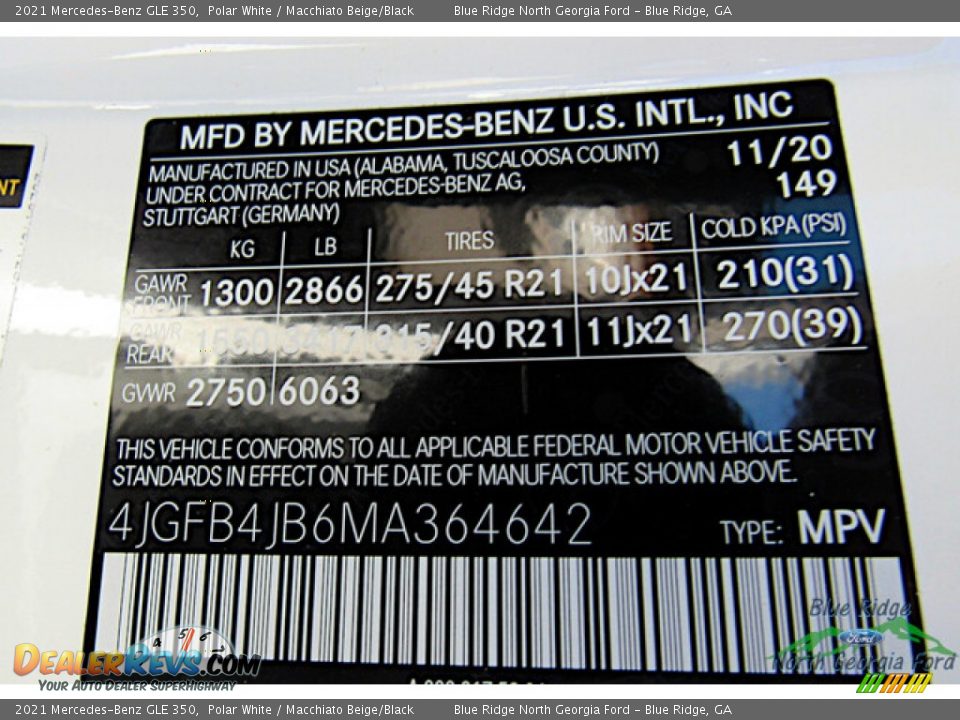 2021 Mercedes-Benz GLE 350, Polar White / Macchiato Beige/Black Blue Ridge North Georgia Ford - Blue Ridge, GA
MFD BY MERCEDES-BENZ U.S. INTL., INC
MANUFACTURED IN USA (ALABAMA, TUSCALOOSA COUNTY) 11/20
UNDER CONTRACT FOR MERCEDES-BENZ AG, 149
STUTTGART (GERMANY)
KG LB TIRES RIM SIZE COLD KPA (PSI)
GAWR
FRONT 1300 2866 275/45 R21 10Jx21 210(31)
GAWR
REAR 1550 3417 315/40 R21 11Jx21 270(39)
GVWR 2750 6063
THIS VEHICLE CONFORMS TO ALL APPLICABLE FEDERAL MOTOR VEHICLE SAFETY
STANDARDS IN EFFECT ON THE DATE OF MANUFACTURE SHOWN ABOVE.
4JGFB4JB6MA364642 TYPE: MPV
Blue Ridge
Ford
North Georgia Ford
DEALERREVS.COM
YOUR AUTO DEALER SUPERHIGHWAY
2021 Mercedes-Benz GLE 350, Polar White / Macchiato Beige/Black Blue Ridge North Georgia Ford - Blue Ridge, GA